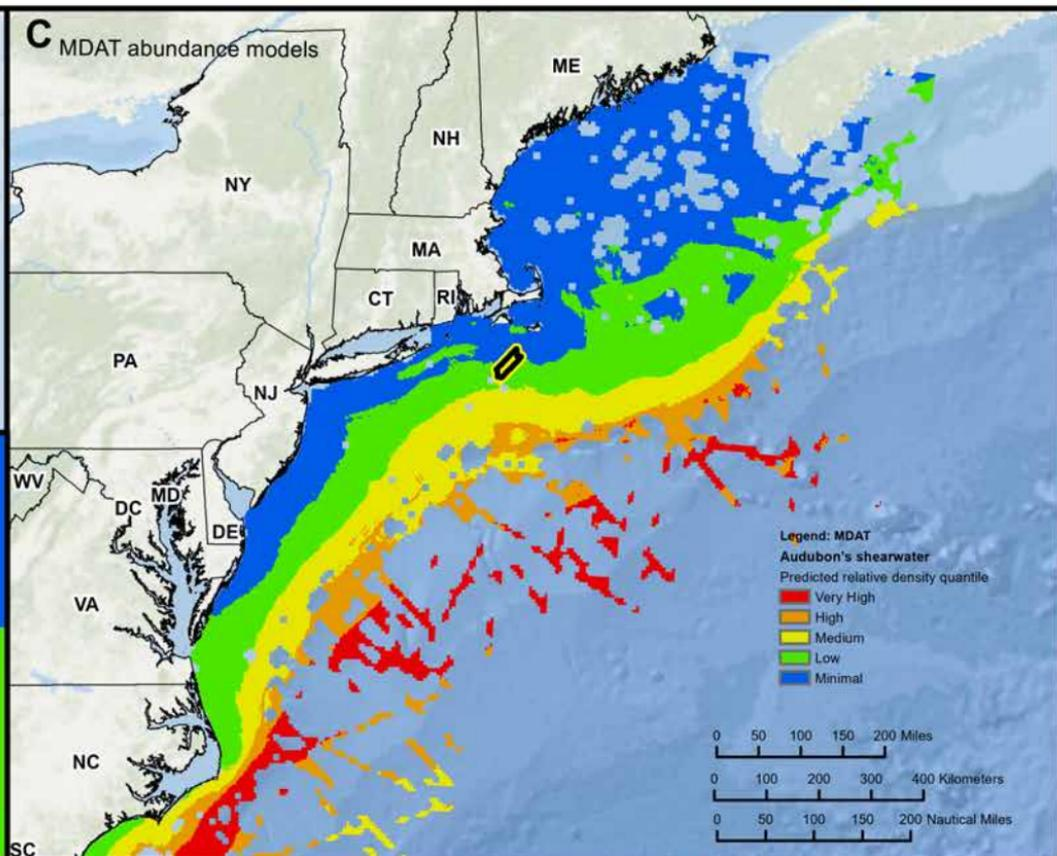 C MDAT abundance models
ME
NH
NY
MA
CT
RI
PA
NJ
WV
MD
DC
DE
VA
NC
SC
Legend: MDAT
Audubon's shearwater
Predicted relative density quantile
Very High
High
Medium
Low
Minimal
0 50 100 150 200 Miles
0 100 200 300 400 Kilometers
0 50 100 150 200 Nautical Miles